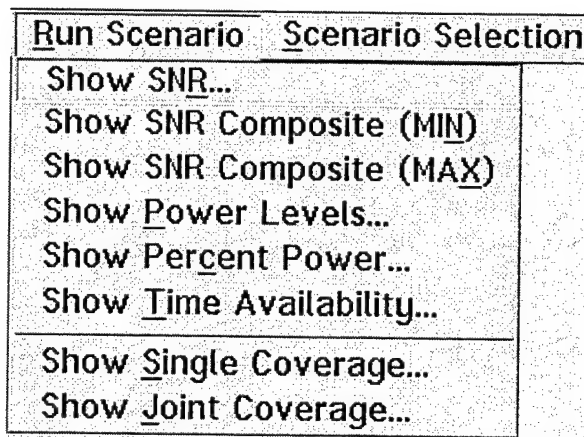 Run Scenario Scenario Selection
Show SNR...
Show SNR Composite (MIN)
Show SNR Composite (MAX)
Show Power Levels...
Show Percent Power...
Show Time Availability...
Show Single Coverage...
Show Joint Coverage...